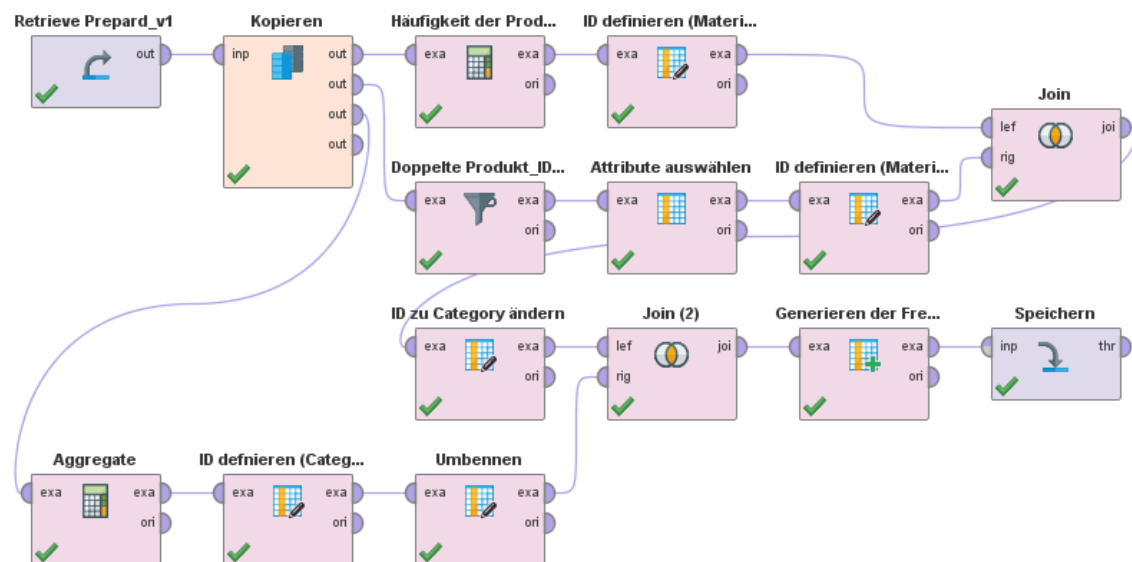 Retrieve Prepard_v1
Kopieren
Häufigkeit der Prod...
ID definieren (Materi...
out
inp
out
out
out
out
exa
exa
ori
exa
exa
ori
Join
lef
joi
rig
Doppelte Produkt_ID...
Attribute auswählen
ID definieren (Materi...
exa
exa
ori
exa
exa
ori
exa
exa
ori
ID zu Category ändern
Join (2)
Generieren der Fre...
Speichern
exa
exa
ori
lef
joi
rig
exa
exa
ori
inp
thr
Aggregate
ID defnieren (Categ...
Umbennen
exa
exa
ori
exa
exa
ori
exa
exa
ori